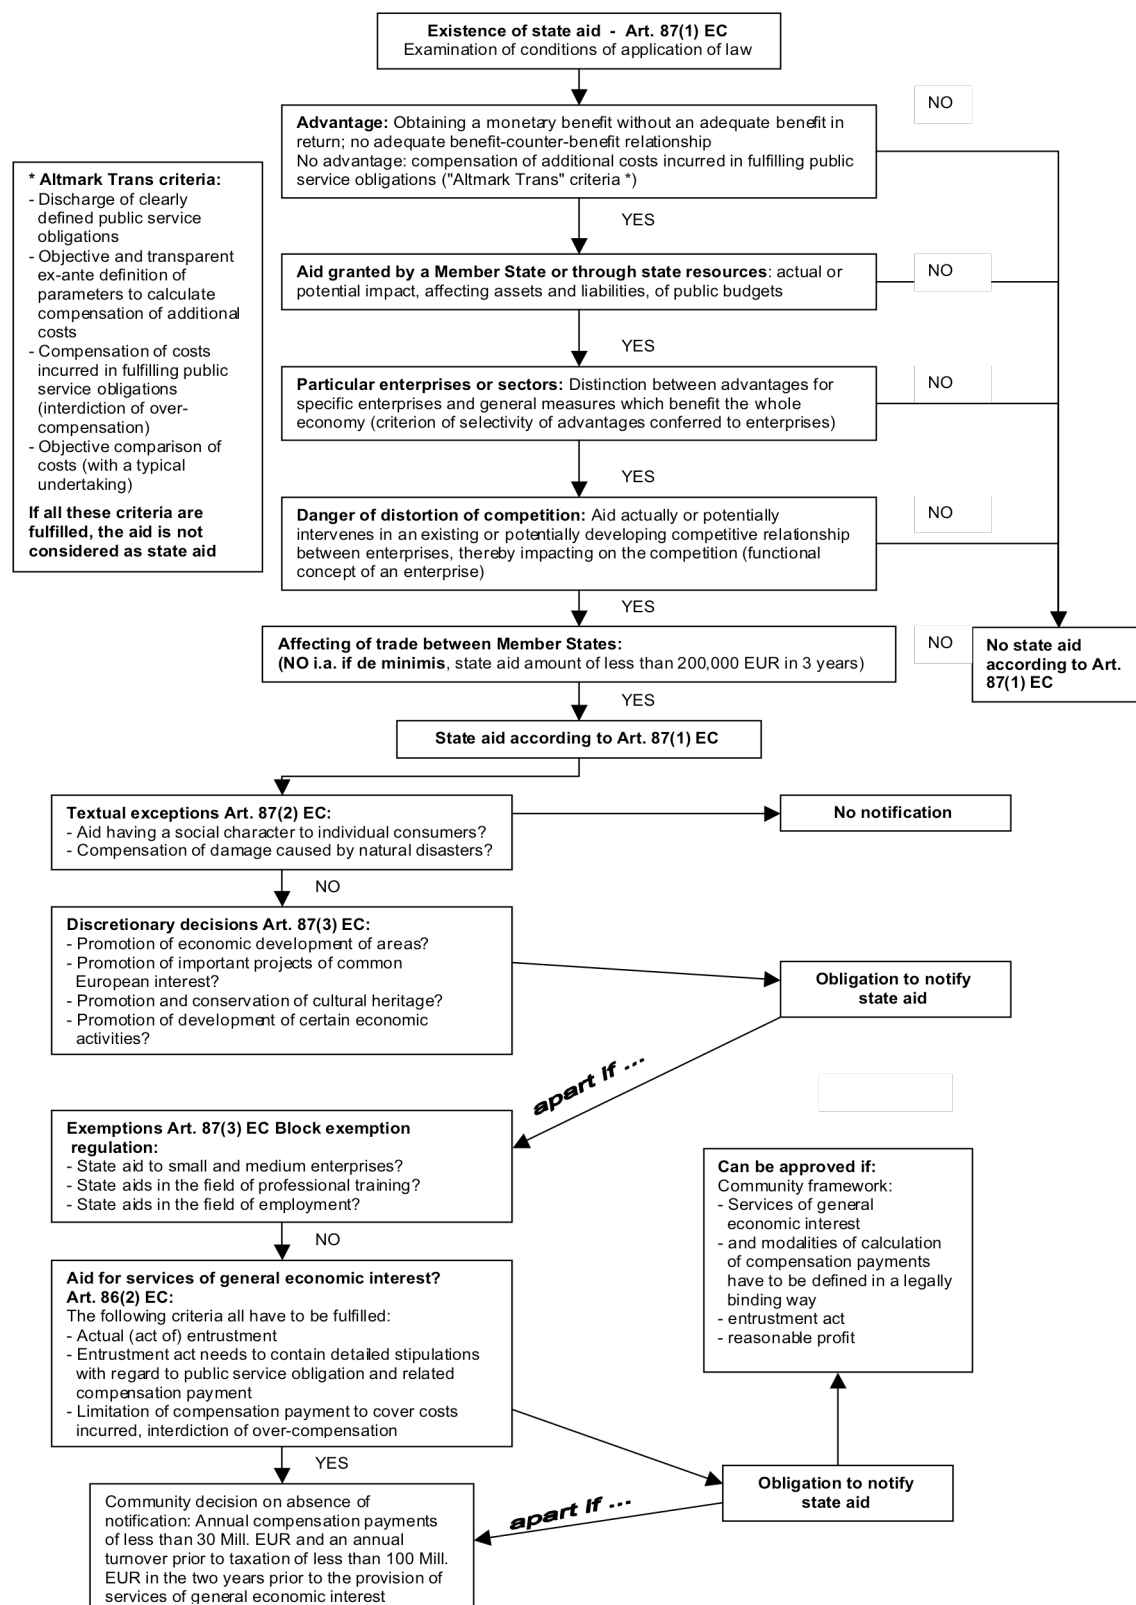 Existence of state aid - Art. 87(1) EC
Examination of conditions of application of law
NO
Advantage: Obtaining a monetary benefit without an adequate benefit in
return; no adequate benefit-counter-benefit relationship
No advantage: compensation of additional costs incurred in fulfilling public
service obligations ("Altmark Trans" criteria *)
* Altmark Trans criteria:
- Discharge of clearly
defined public service
obligations
- Objective and transparent
ex-ante definition of
parameters to calculate
compensation of additional
costs
- Compensation of costs
incurred in fulfilling public
service obligations
(interdiction of over-
compensation)
- Objective comparison of
costs (with a typical
undertaking)
If all these criteria are
fulfilled, the aid is not
considered as state aid
YES
Aid granted by a Member State or through state resources: actual or
potential impact, affecting assets and liabilities, of public budgets
NO
YES
Particular enterprises or sectors: Distinction between advantages for
specific enterprises and general measures which benefit the whole
economy (criterion of selectivity of advantages conferred to enterprises)
NO
YES
Danger of distortion of competition: Aid actually or potentially
intervenes in an existing or potentially developing competitive relationship
between enterprises, thereby impacting on the competition (functional
concept of an enterprise)
NO
YES
Affecting of trade between Member States:
(NO i.a. if de minimis, state aid amount of less than 200,000 EUR in 3 years)
NO
No state aid
according to Art.
87(1) EC
YES
State aid according to Art. 87(1) EC
Textual exceptions Art. 87(2) EC:
- Aid having a social character to individual consumers?
- Compensation of damage caused by natural disasters?
No notification
NO
Discretionary decisions Art. 87(3) EC:
- Promotion of economic development of areas?
- Promotion of important projects of common
European interest?
- Promotion and conservation of cultural heritage?
- Promotion of development of certain economic
activities?
Obligation to notify
state aid
apart if ...
Exemptions Art. 87(3) EC Block exemption
regulation:
- State aid to small and medium enterprises?
- State aids in the field of professional training?
- State aids in the field of employment?
Can be approved if:
Community framework:
- Services of general
economic interest
- and modalities of calculation
of compensation payments
have to be defined in a legally
binding way
- entrustment act
- reasonable profit
NO
Aid for services of general economic interest?
Art. 86(2) EC:
The following criteria all have to be fulfilled:
- Actual (act of) entrustment
- Entrustment act needs to contain detailed stipulations
with regard to public service obligation and related
compensation payment
- Limitation of compensation payment to cover costs
incurred, interdiction of over-compensation
YES
Obligation to notify
state aid
apart if ...
Community decision on absence of
notification: Annual compensation payments
of less than 30 Mill. EUR and an annual
turnover prior to taxation of less than 100 Mill.
EUR in the two years prior to the provision of
services of general economic interest